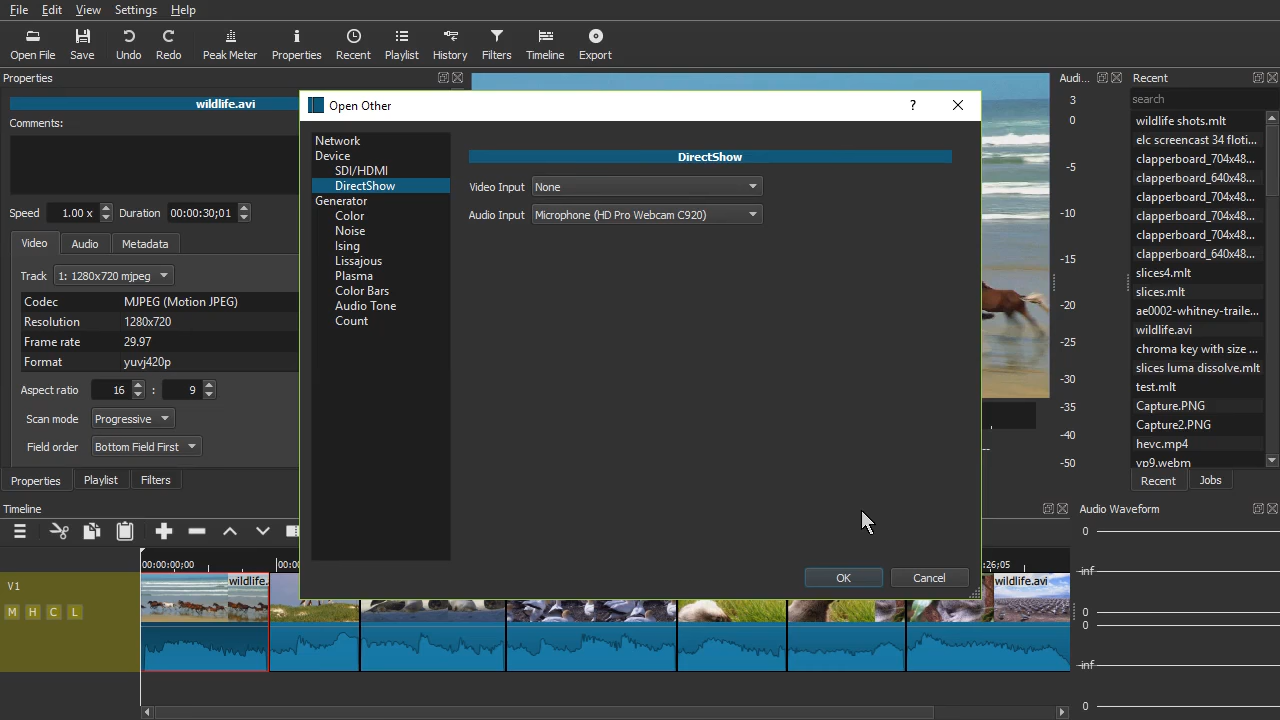 File Edit View Settings Help
Open File Save Undo Redo Peak Meter Properties Recent Playlist History Filters Timeline Export
Properties
wildlife.avi
Comments:
Speed 1.00 x Duration 00:00:30;01
Video Audio Metadata
Track 1: 1280x720 mjpeg
Codec MJPEG (Motion JPEG)
Resolution 1280x720
Frame rate 29.97
Format yuvj420p
Aspect ratio 16 : 9
Scan mode Progressive
Field order Bottom Field First
Properties Playlist Filters
Open Other ?
Network
Device
SDI/HDMI
DirectShow
Generator
Color
Noise
Ising
Lissajous
Plasma
Color Bars
Audio Tone
Count
DirectShow
Video Input None
Audio Input Microphone (HD Pro Webcam C920)
OK Cancel
Audi...
3
0
-5
-10
-15
-20
-25
-30
-35
-40
-50
--
Recent
search
wildlife shots.mlt
elc screencast 34 floti...
clapperboard_704x48...
clapperboard_640x48...
clapperboard_704x48...
clapperboard_704x48...
clapperboard_704x48...
clapperboard_640x48...
slices4.mlt
slices.mlt
ae0002-whitney-traile...
wildlife.avi
chroma key with size ...
slices luma dissolve.mlt
test.mlt
Capture.PNG
Capture2.PNG
hevc.mp4
vp9.webm
Recent Jobs
Timeline
00:00:00;00 00:0 :26;05
V1
M H C L
wildlife. wildlife.avi
Audio Waveform
0
-inf
0
0
-inf
0